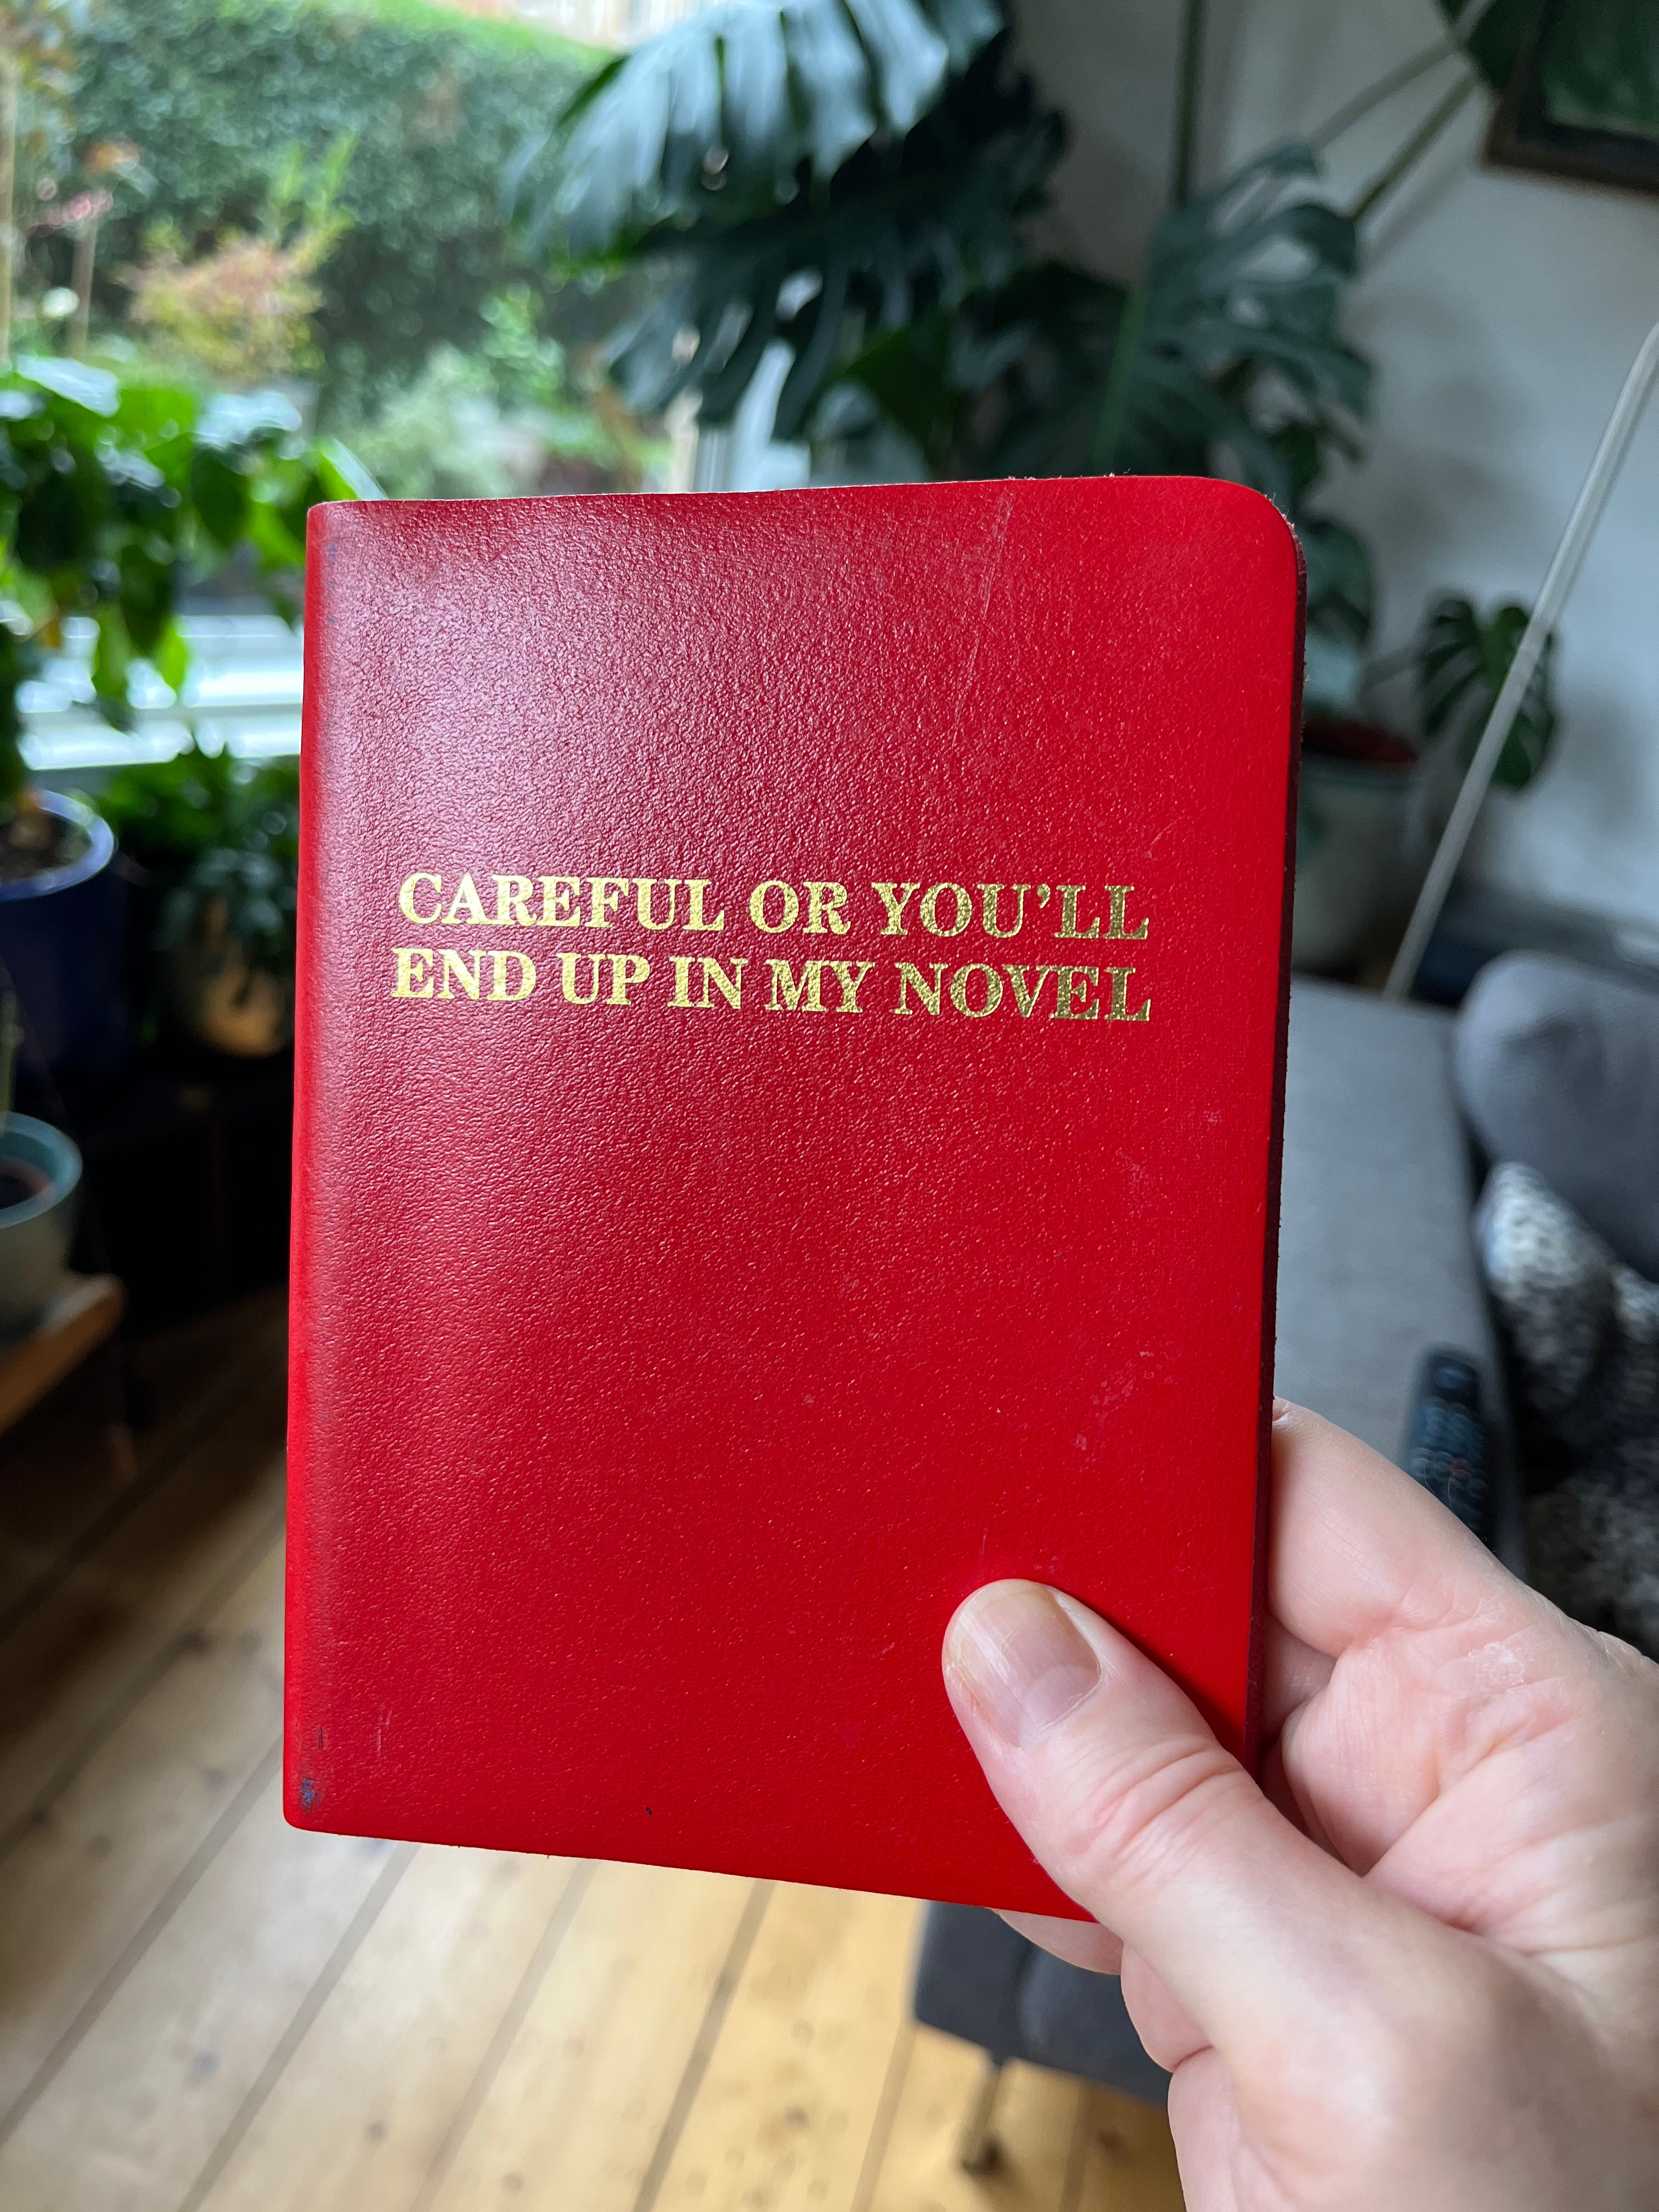 CAREFUL OR YOU'LL
END UP IN MY NOVEL